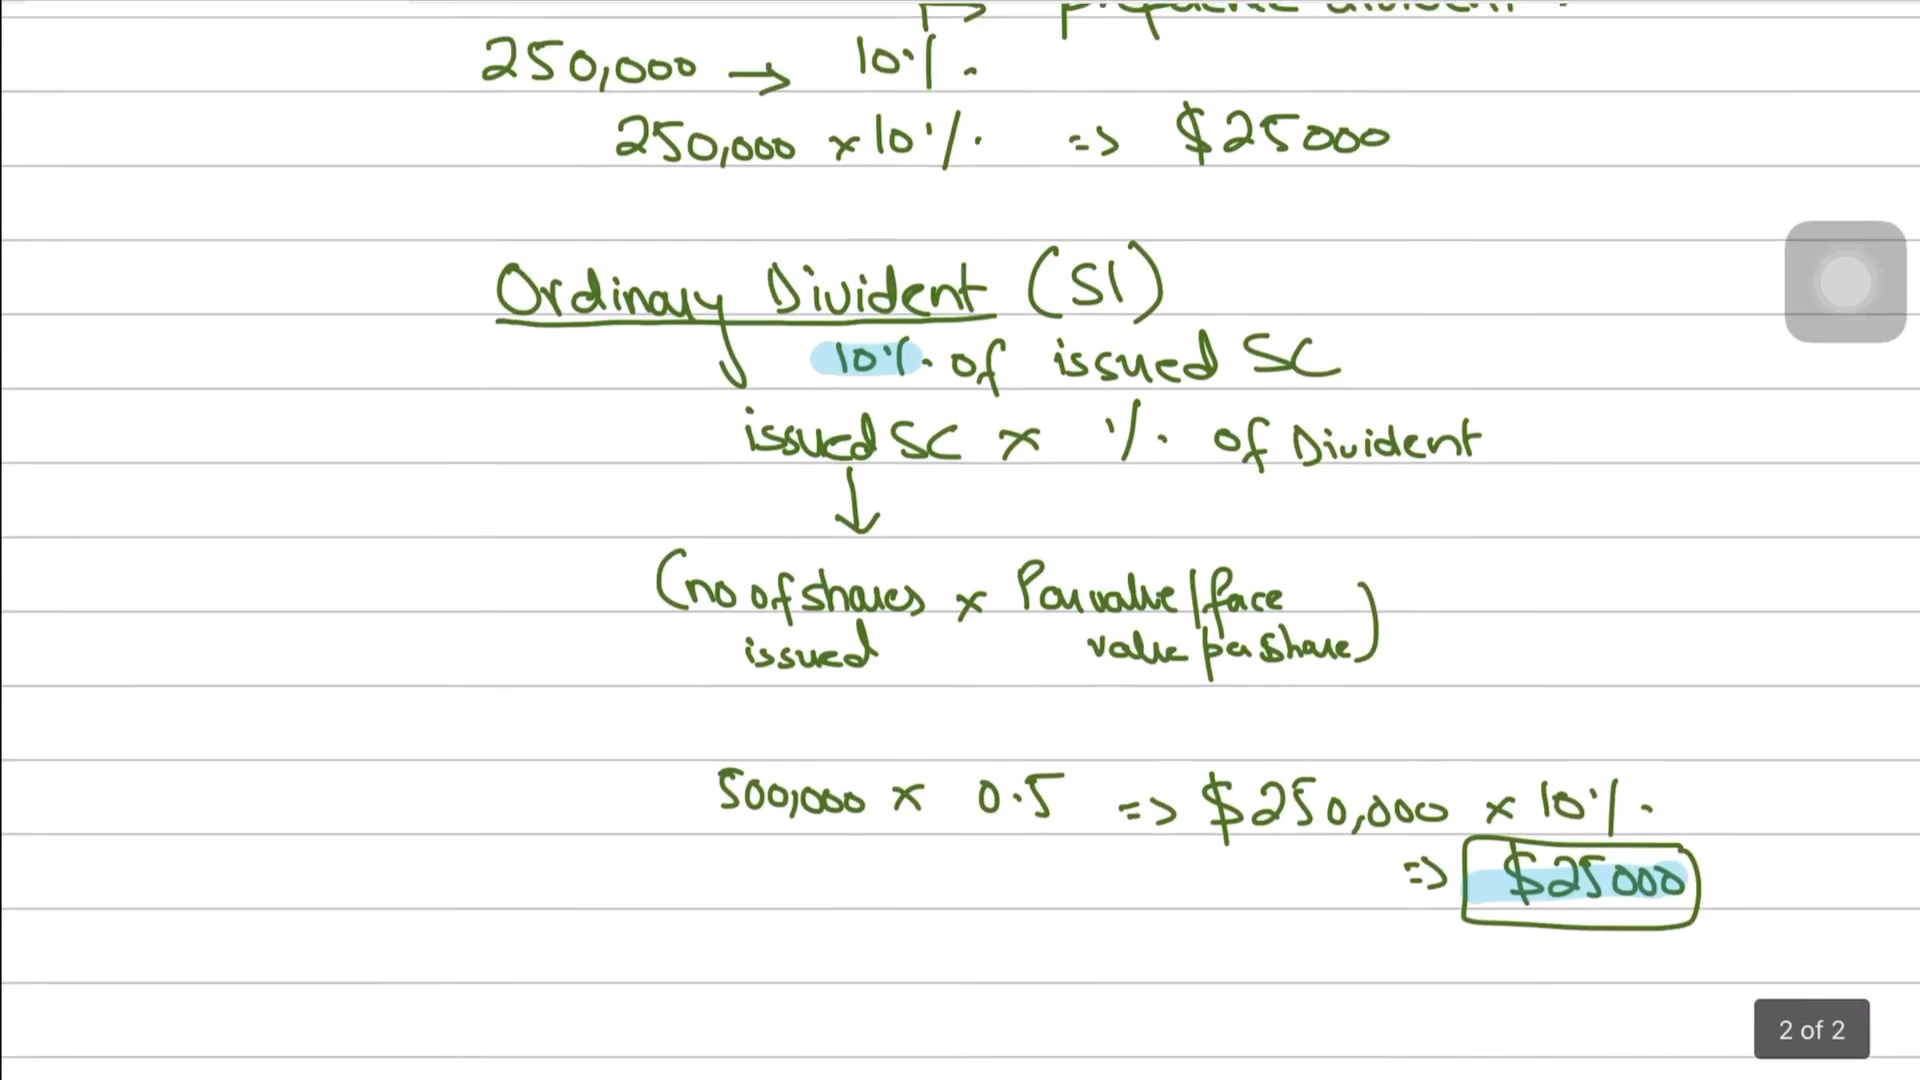 250,000 → 10%.
250,000 × 10%. => $25000
Ordinary Divident (S1)
10%. of issued SC
issued SC × %. of Divident
↓
(no of shares issued × Par value / face value per share)
500,000 × 0.5 => $250,000 × 10%.
=> $25000
2 of 2